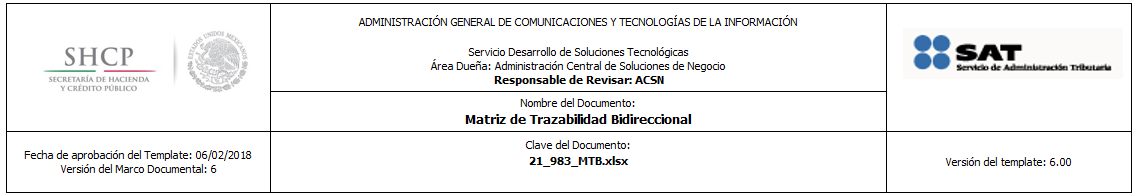 SHCP
SECRETARÍA DE HACIENDA
Y CRÉDITO PÚBLICO
ESTADOS UNIDOS MEXICANOS
ADMINISTRACIÓN GENERAL DE COMUNICACIONES Y TECNOLOGÍAS DE LA INFORMACIÓN
Servicio Desarrollo de Soluciones Tecnológicas
Área Dueña: Administración Central de Soluciones de Negocio
Responsable de Revisar: ACSN
SAT
Servicio de Administración Tributaria
Nombre del Documento:
Matriz de Trazabilidad Bidireccional
Fecha de aprobación del Template: 06/02/2018
Versión del Marco Documental: 6
Clave del Documento:
21_983_MTB.xlsx
Versión del template: 6.00